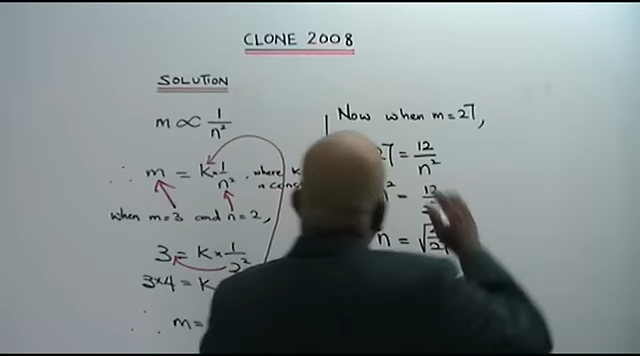 CLONE 2008
SOLUTION
m ∝ 1/n²
∴ m = K × 1/n², where K
a cons
when m=3 and n=2,
3 = K × 1/2²
3×4 = K
∴ m =
Now when m=27,
7 = 12/n²
² = 12/
n = √